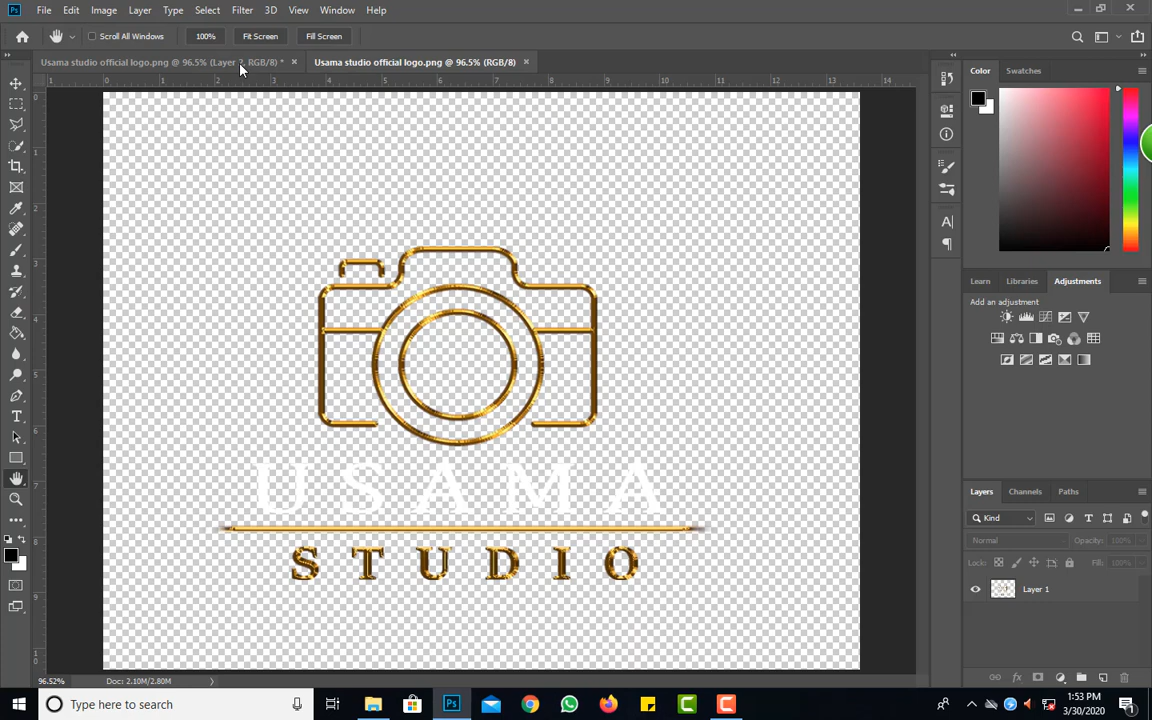 Ps File Edit Image Layer Type Select Filter 3D View Window Help
Scroll All Windows 100% Fit Screen Fill Screen
Usama studio official logo.png @ 96.5% (Layer RGB/8) * × Usama studio official logo.png @ 96.5% (RGB/8) ×
Color Swatches
Learn Libraries Adjustments
Add an adjustment
USAMA
STUDIO
Layers Channels Paths
Kind
Normal Opacity: 100%
Lock: Fill: 100%
Layer 1
96.52% Doc: 2.10M/2.80M
Type here to search
1:53 PM
3/30/2020